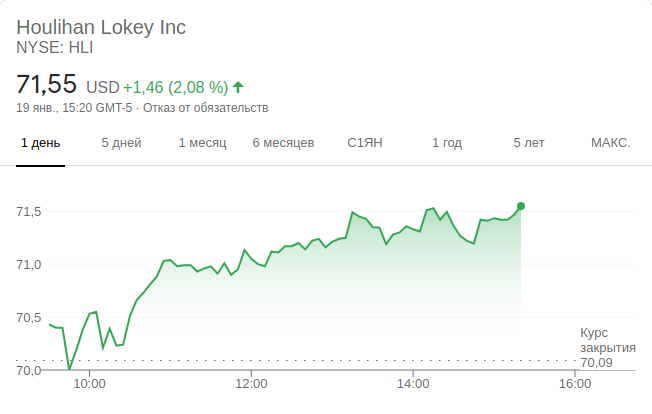 Houlihan Lokey Inc
NYSE: HLI
71,55 USD +1,46 (2,08 %)
19 янв., 15:20 GMT-5 · Отказ от обязательств
1 день 5 дней 1 месяц 6 месяцев С1ЯН 1 год 5 лет МАКС.
71,5
71,0
70,5
70,0
Курс
закрытия
70,09
10:00 12:00 14:00 16:00